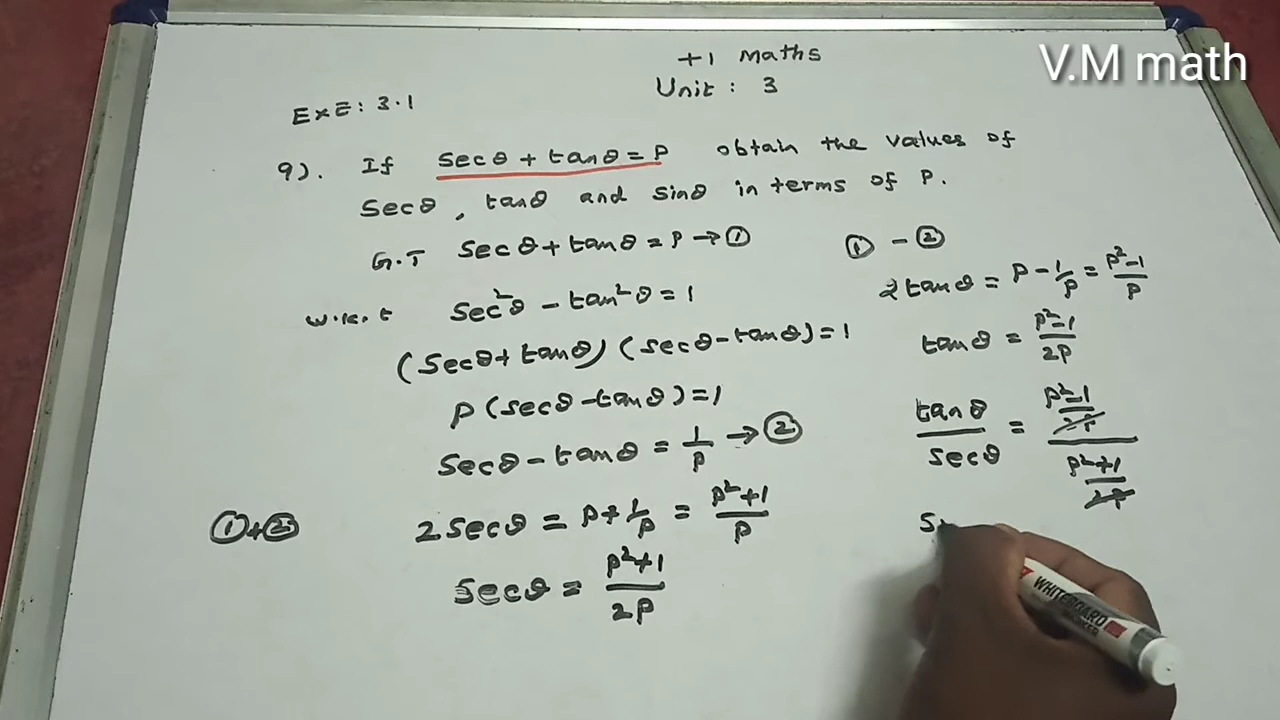 V.M math
+1 Maths
Unit : 3
EXE: 3.1
9). If secθ + tanθ = P obtain the values of
secθ, tanθ and sinθ in terms of P.
G.T secθ + tanθ = P → ①
w.k.t sec²θ - tan²θ = 1
(secθ + tanθ) (secθ - tanθ) = 1
P (secθ - tanθ) = 1
secθ - tanθ = 1/P → ②
①+② 2secθ = P + 1/P = P²+1/P
secθ = P²+1/2P
① - ②
2tanθ = P - 1/P = P²-1/P
tanθ = P²-1/2P
tanθ/secθ = P²-1/2P / P²+1/2P
WHITEBOARD
MARKER